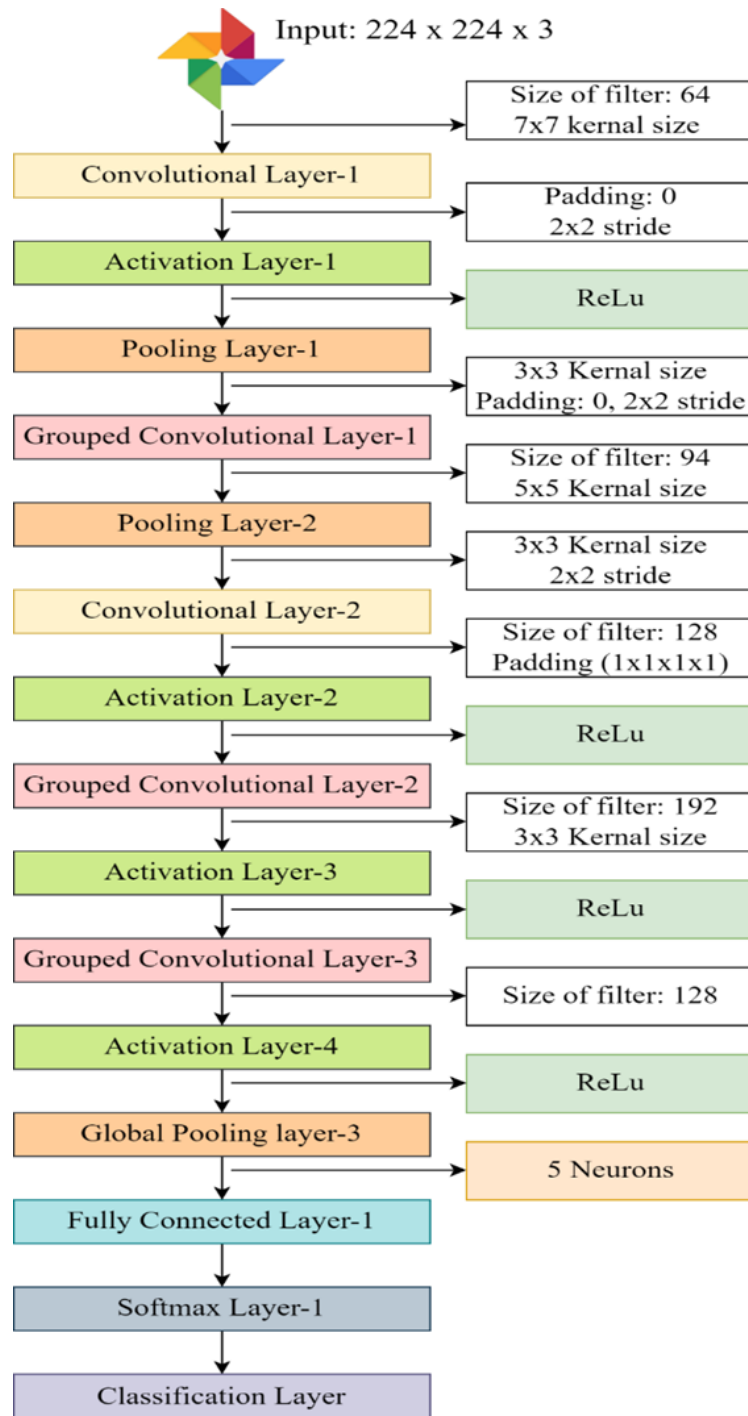 Input: 224 x 224 x 3
Size of filter: 64
7x7 kernal size
Convolutional Layer-1
Padding: 0
2x2 stride
Activation Layer-1
ReLu
Pooling Layer-1
3x3 Kernal size
Padding: 0, 2x2 stride
Grouped Convolutional Layer-1
Size of filter: 94
5x5 Kernal size
Pooling Layer-2
3x3 Kernal size
2x2 stride
Convolutional Layer-2
Size of filter: 128
Padding (1x1x1x1)
Activation Layer-2
ReLu
Grouped Convolutional Layer-2
Size of filter: 192
3x3 Kernal size
Activation Layer-3
ReLu
Grouped Convolutional Layer-3
Size of filter: 128
Activation Layer-4
ReLu
Global Pooling layer-3
5 Neurons
Fully Connected Layer-1
Softmax Layer-1
Classification Layer